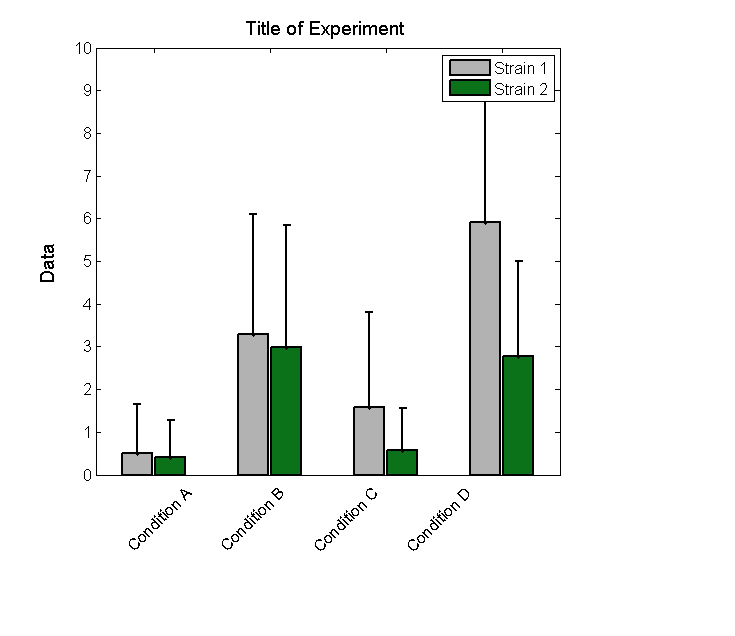 Title of Experiment
Strain 1
Strain 2
10
9
8
7
6
5
4
3
2
1
0
Data
Condition A
Condition B
Condition C
Condition D